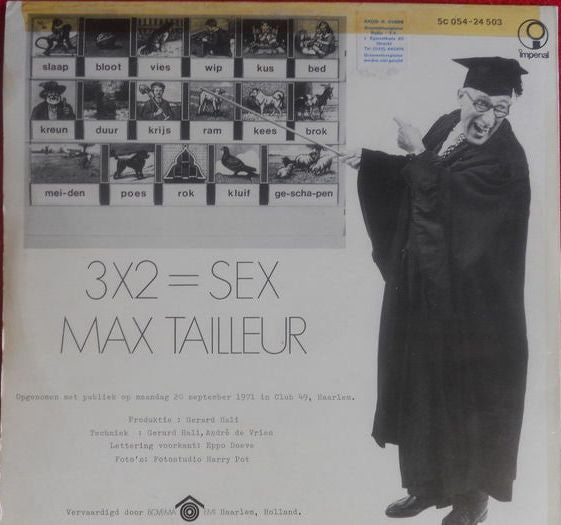 5C 054-24 503
imperial
slaap bloot vies wip kus bed
kreun duur krijs ram kees brok
mei-den poes rok kluif ge-scha-pen
3X2 = SEX
MAX TAILLEUR
Opgenomen met publiek op maandag 20 september 1971 in Club 49, Haarlem.
Produktie : Gerard Hali
Techniek : Gerard Hali, André de Vries
Lettering voorkant: Eppo Doeve
Foto's: Fotostudio Harry Pot
Vervaardigd door BOVEMA EMI Haarlem, Holland.